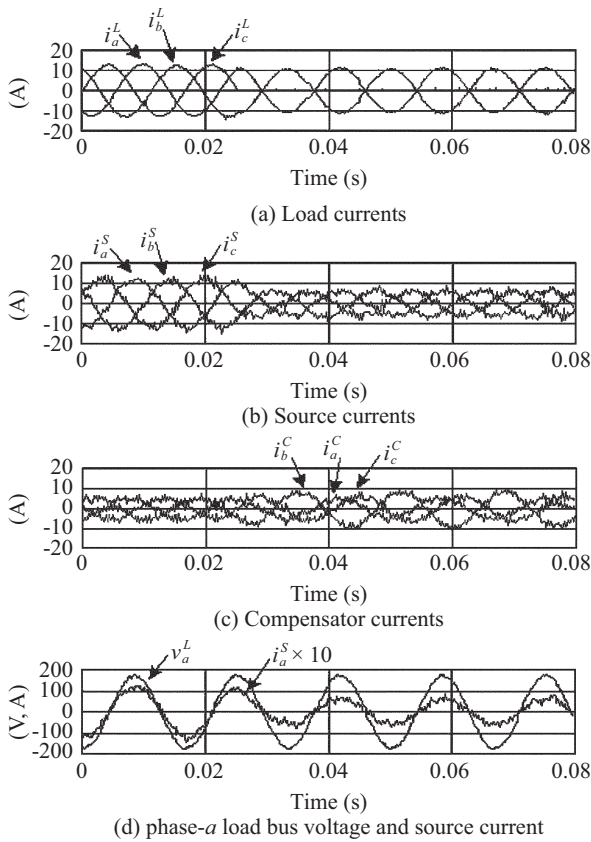 i_a^L i_b^L i_c^L
20
10
0
-10
-20
(A)
0 0.02 0.04 0.06 0.08
Time (s)
(a) Load currents
i_a^S i_b^S i_c^S
20
10
0
-10
-20
(A)
0 0.02 0.04 0.06 0.08
Time (s)
(b) Source currents
i_b^C i_a^C i_c^C
20
10
0
-10
-20
(A)
0 0.02 0.04 0.06 0.08
Time (s)
(c) Compensator currents
v_a^L i_a^S × 10
200
100
0
-100
-200
(V, A)
0 0.02 0.04 0.06 0.08
Time (s)
(d) phase-a load bus voltage and source current